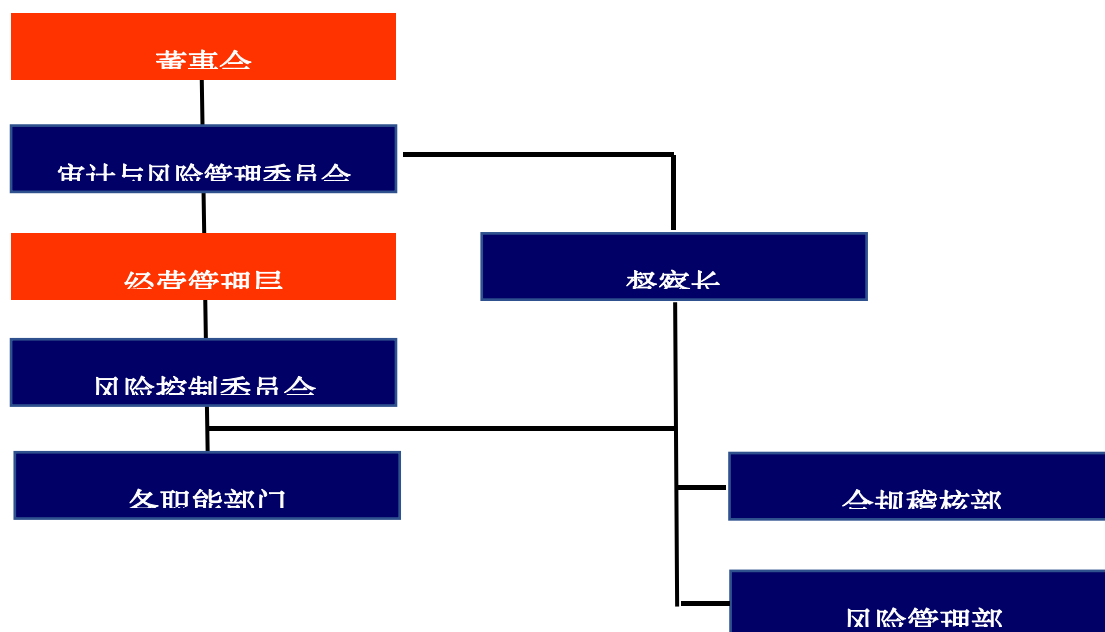 董事会
审计与风险管理委员会
经营管理层
督察长
风险控制委员会
各职能部门
合规稽核部
风险管理部